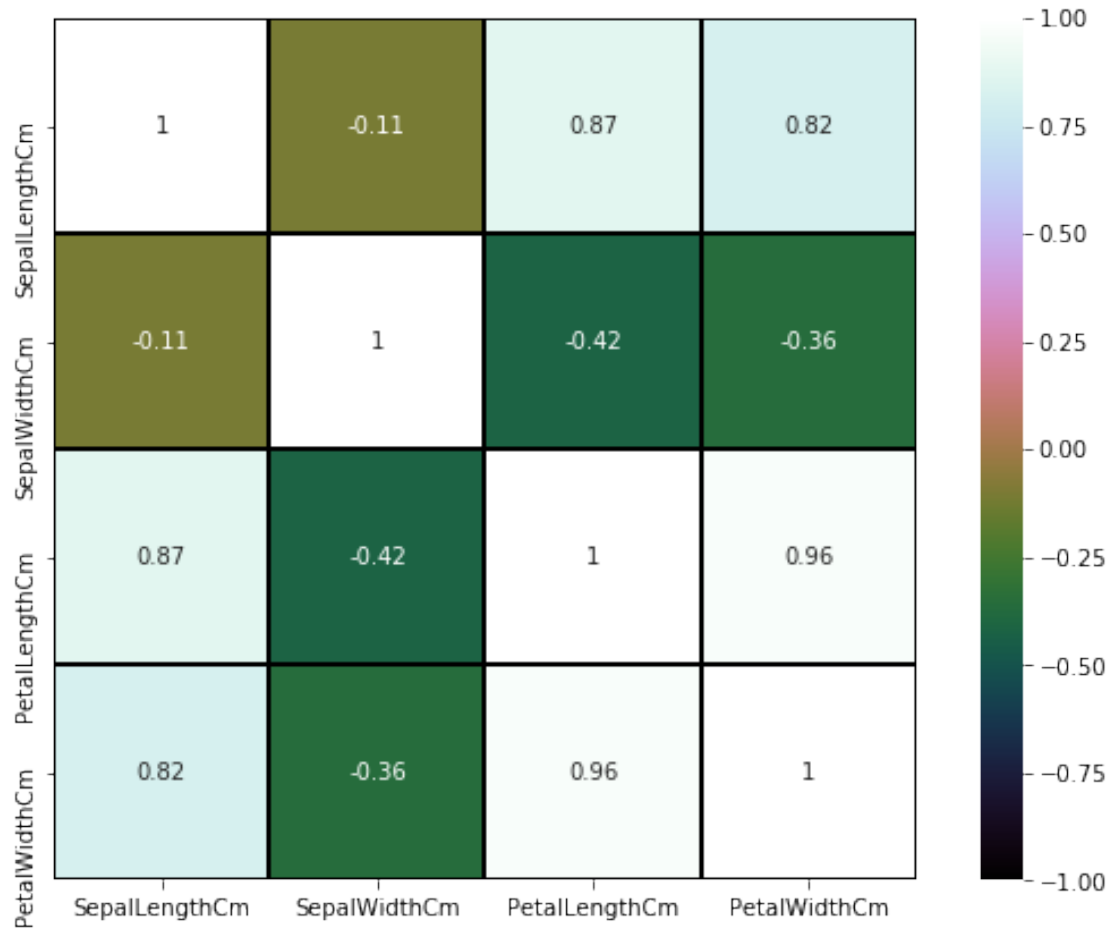 1.00
SepalLengthCm 1 -0.11 0.87 0.82
0.75
0.50
SepalWidthCm -0.11 1 -0.42 -0.36
0.25
0.00
PetalLengthCm 0.87 -0.42 1 0.96
−0.25
−0.50
PetalWidthCm 0.82 -0.36 0.96 1
−0.75
−1.00
SepalLengthCm SepalWidthCm PetalLengthCm PetalWidthCm